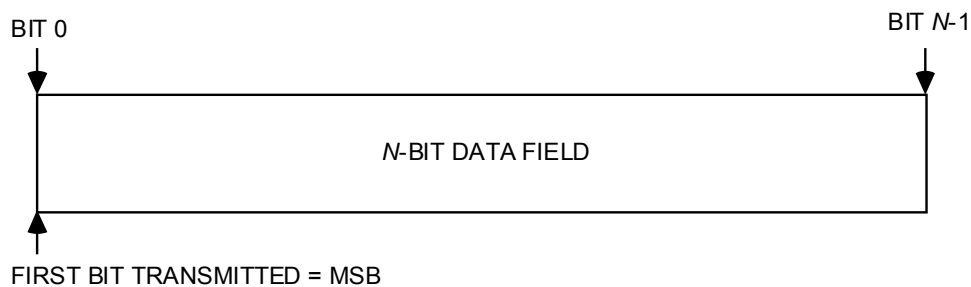 BIT 0
BIT N-1
N-BIT DATA FIELD
FIRST BIT TRANSMITTED = MSB